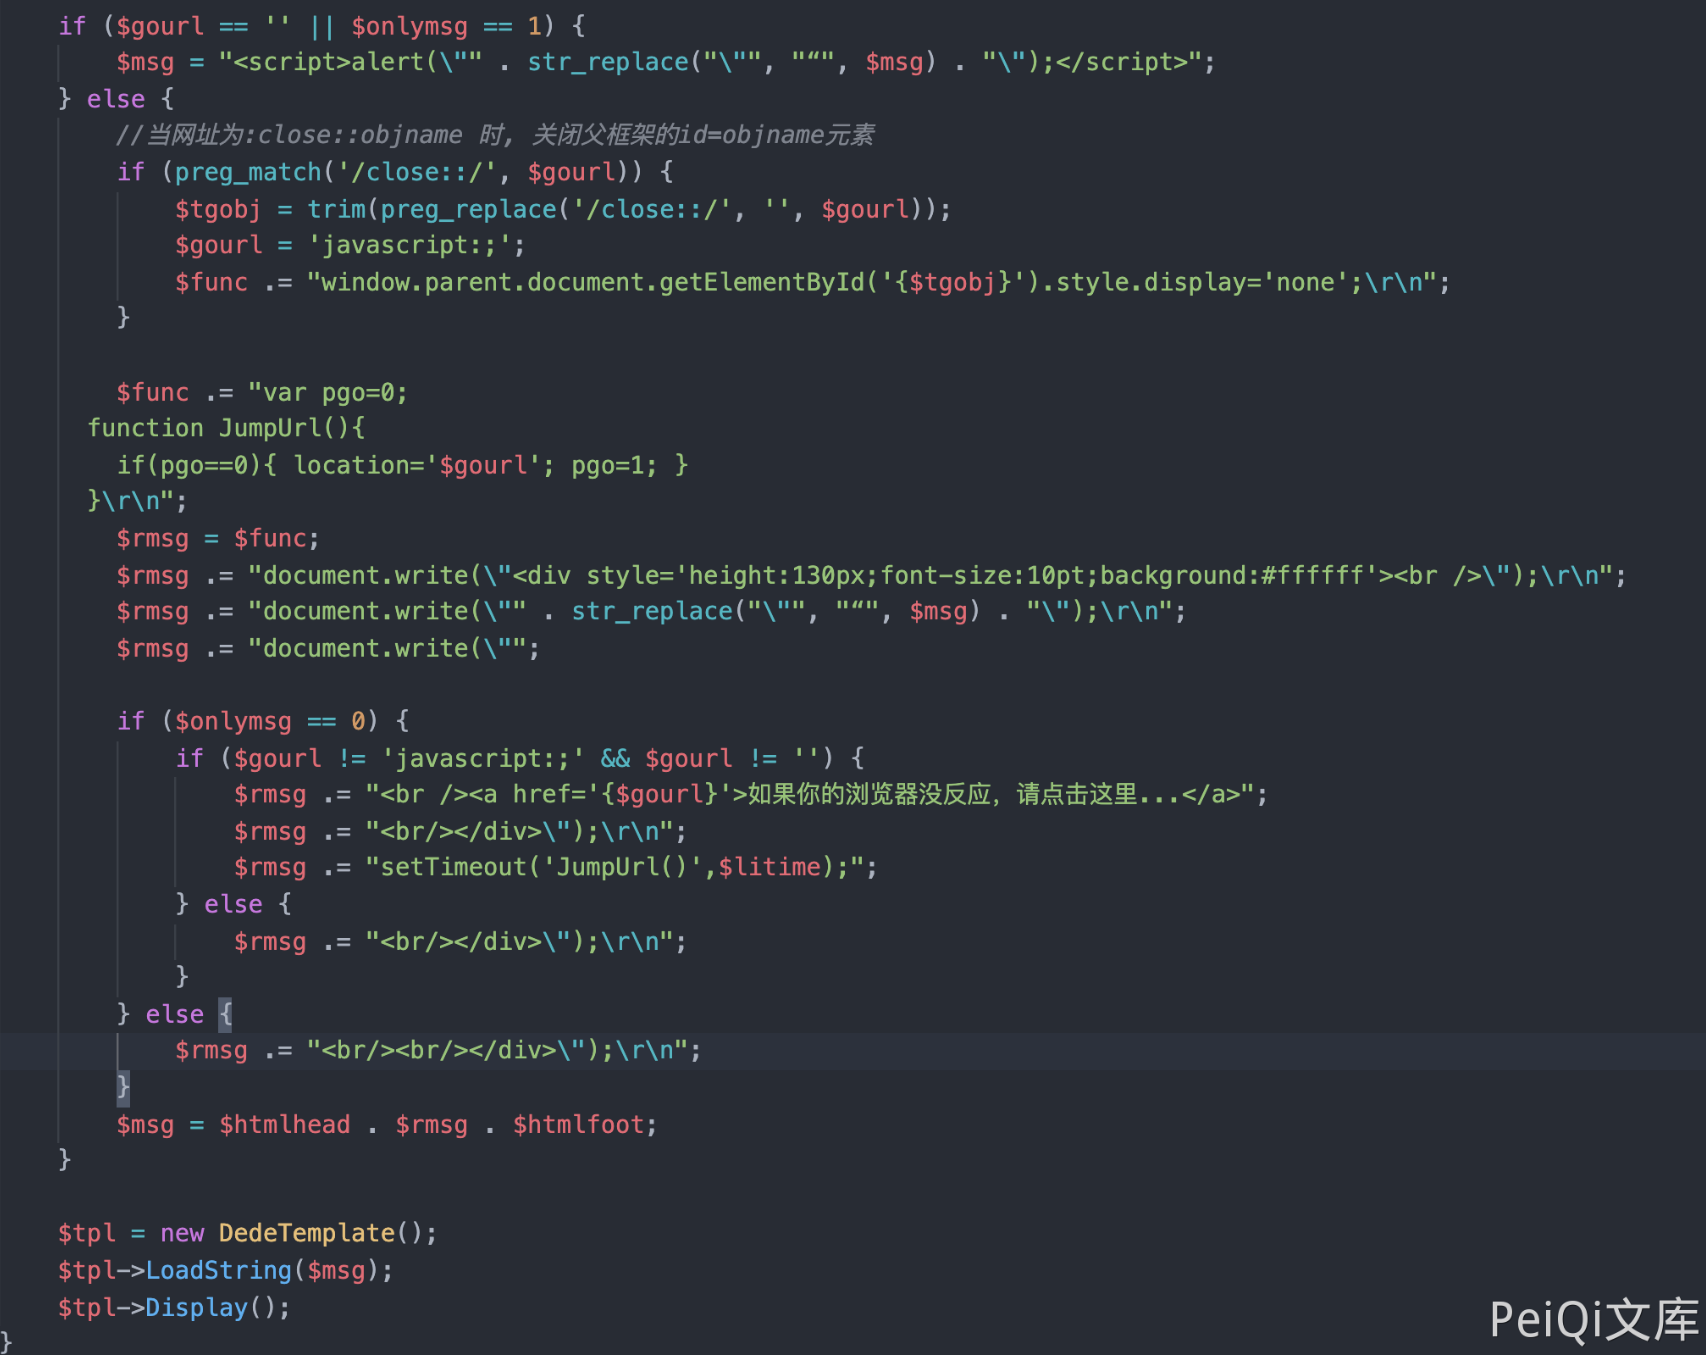 if ($gourl == '' || $onlymsg == 1) {
    $msg = "<script>alert(\"" . str_replace("\"", "“", $msg) . "\");</script>";
} else {
    //当网址为:close::objname 时, 关闭父框架的id=objname元素
    if (preg_match('/close::/', $gourl)) {
        $tgobj = trim(preg_replace('/close::/', '', $gourl));
        $gourl = 'javascript:;';
        $func .= "window.parent.document.getElementById('{$tgobj}').style.display='none';\r\n";
    }

    $func .= "var pgo=0;
  function JumpUrl(){
    if(pgo==0){ location='$gourl'; pgo=1; }
  }\r\n";
    $rmsg = $func;
    $rmsg .= "document.write(\"<div style='height:130px;font-size:10pt;background:#ffffff'><br />\");\r\n";
    $rmsg .= "document.write(\"" . str_replace("\"", "“", $msg) . "\");\r\n";
    $rmsg .= "document.write(\"";

    if ($onlymsg == 0) {
        if ($gourl != 'javascript:;' && $gourl != '') {
            $rmsg .= "<br /><a href='{$gourl}'>如果你的浏览器没反应，请点击这里...</a>";
            $rmsg .= "<br/></div>\");\r\n";
            $rmsg .= "setTimeout('JumpUrl()',$litime);";
        } else {
            $rmsg .= "<br/></div>\");\r\n";
        }
    } else {
        $rmsg .= "<br/><br/></div>\");\r\n";
    }
    $msg = $htmlhead . $rmsg . $htmlfoot;
}

$tpl = new DedeTemplate();
$tpl->LoadString($msg);
$tpl->Display();
}
PeiQi文库